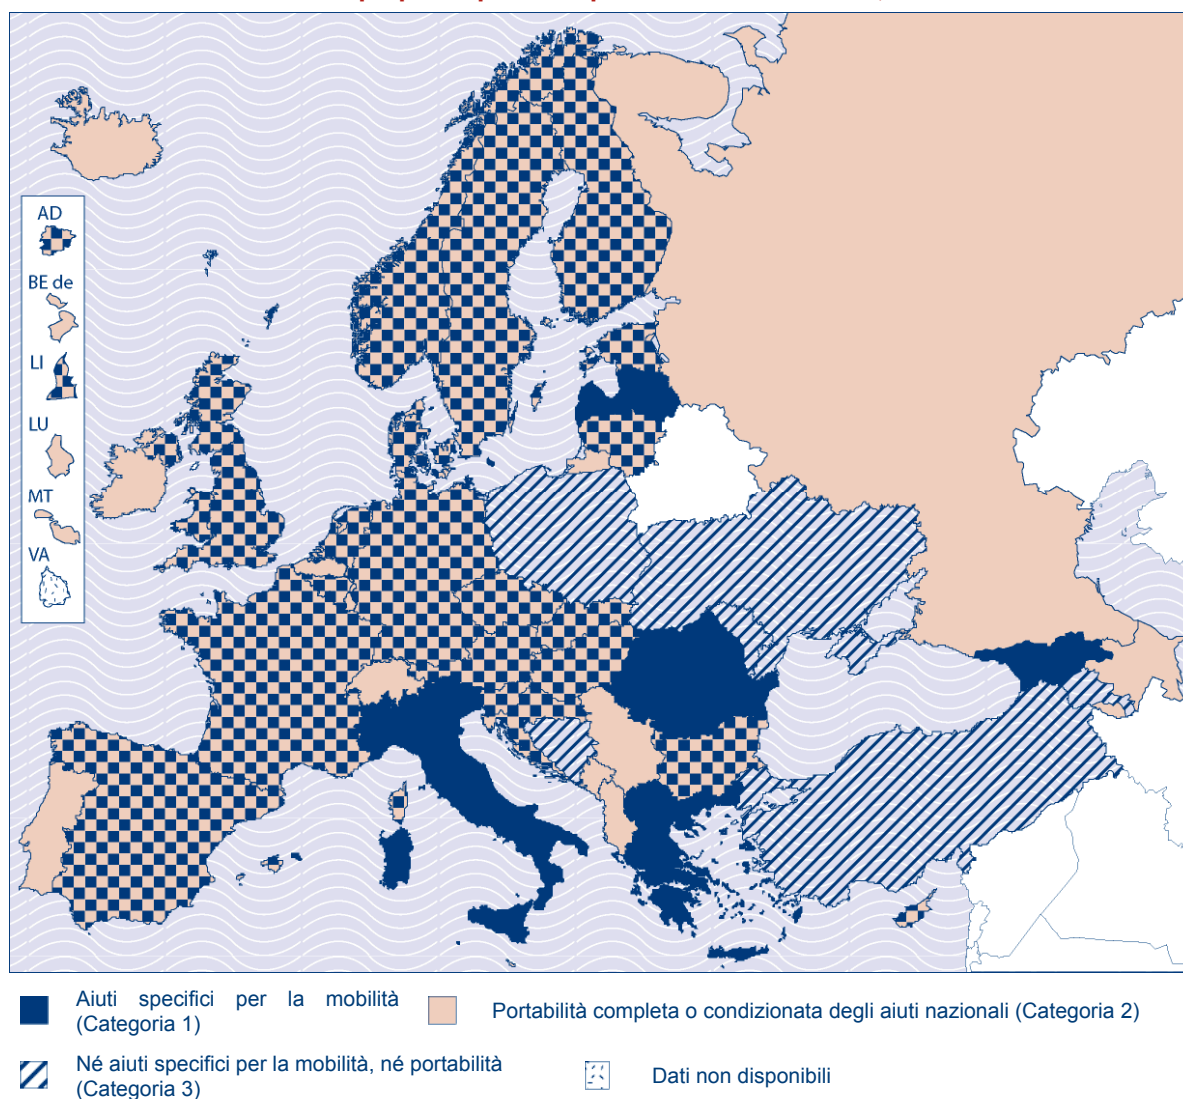 AD
BE de
LI
LU
MT
VA
Aiuti specifici per la mobilità
(Categoria 1)
Portabilità completa o condizionata degli aiuti nazionali (Categoria 2)
Né aiuti specifici per la mobilità, né portabilità
(Categoria 3)
Dati non disponibili